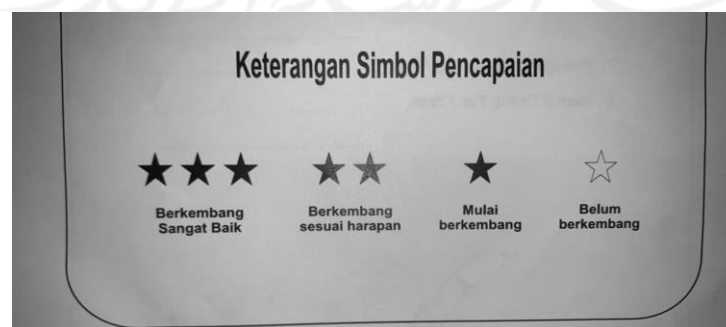 Keterangan Simbol Pencapaian
Berkembang
Sangat Baik
Berkembang
sesuai harapan
Mulai
berkembang
Belum
berkembang